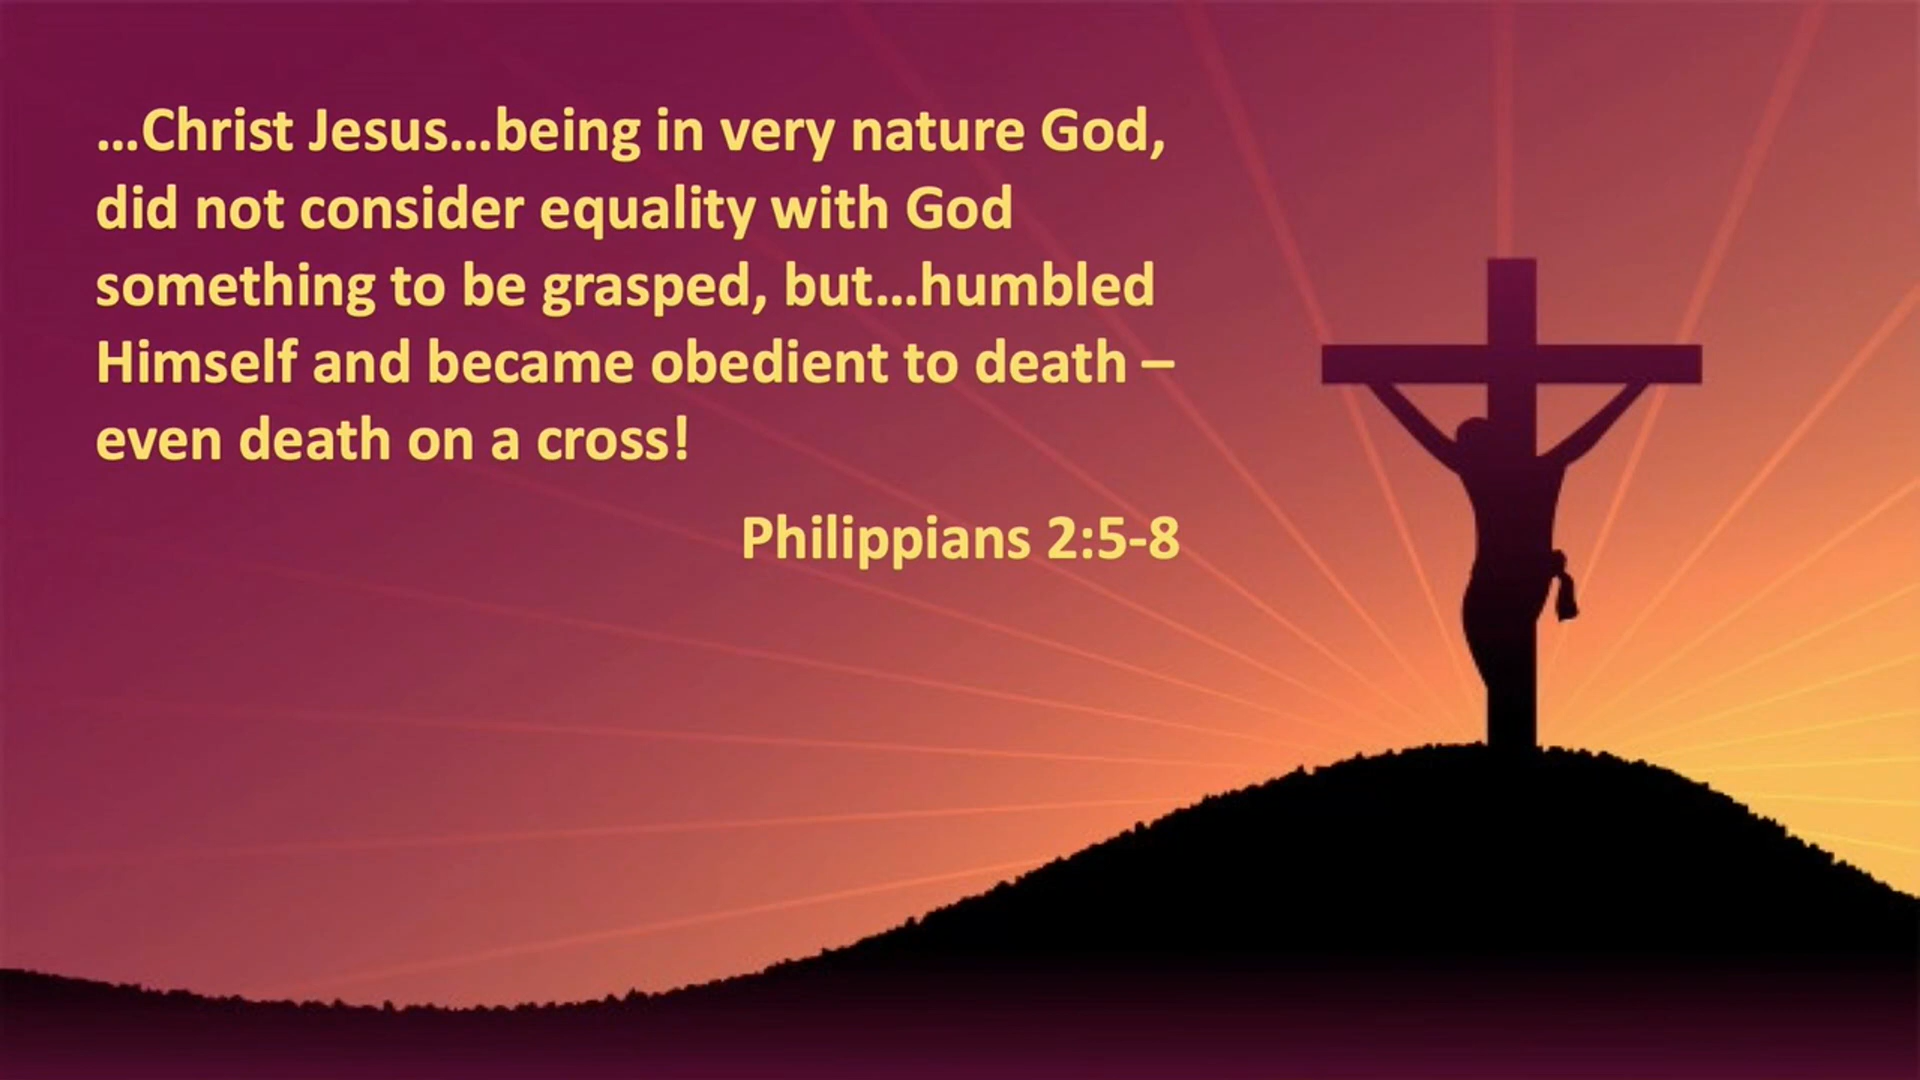 …Christ Jesus…being in very nature God,
did not consider equality with God
something to be grasped, but…humbled
Himself and became obedient to death –
even death on a cross!
Philippians 2:5-8